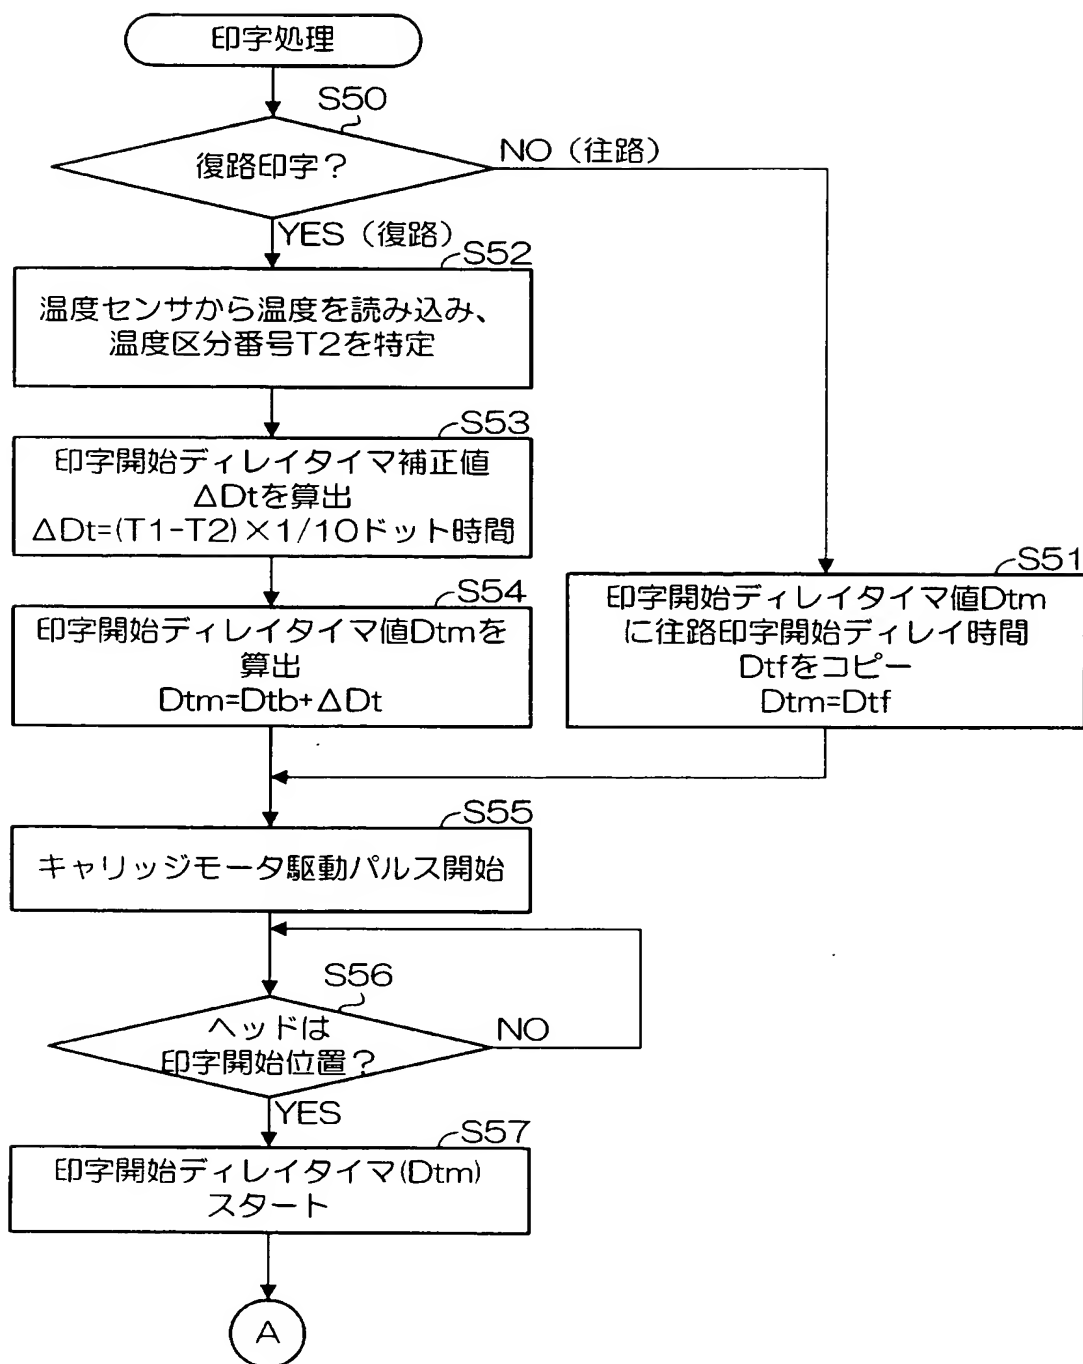 印字処理
S50
復路印字？
NO（往路）
YES（復路）
S52
温度センサから温度を読み込み、
温度区分番号T2を特定
S53
印字開始ディレイタイマ補正値
ΔDtを算出
ΔDt=(T1-T2)×1/10ドット時間
S54
印字開始ディレイタイマ値Dtmを
算出
Dtm=Dtb+ΔDt
S51
印字開始ディレイタイマ値Dtm
に往路印字開始ディレイ時間
Dtfをコピー
Dtm=Dtf
S55
キャリッジモータ駆動パルス開始
S56
ヘッドは
印字開始位置？
NO
YES
S57
印字開始ディレイタイマ(Dtm)
スタート
A